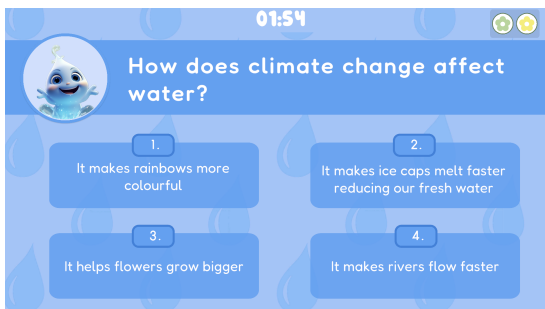 01:54
How does climate change affect
water?
1.
It makes rainbows more
colourful
2.
It makes ice caps melt faster
reducing our fresh water
3.
It helps flowers grow bigger
4.
It makes rivers flow faster